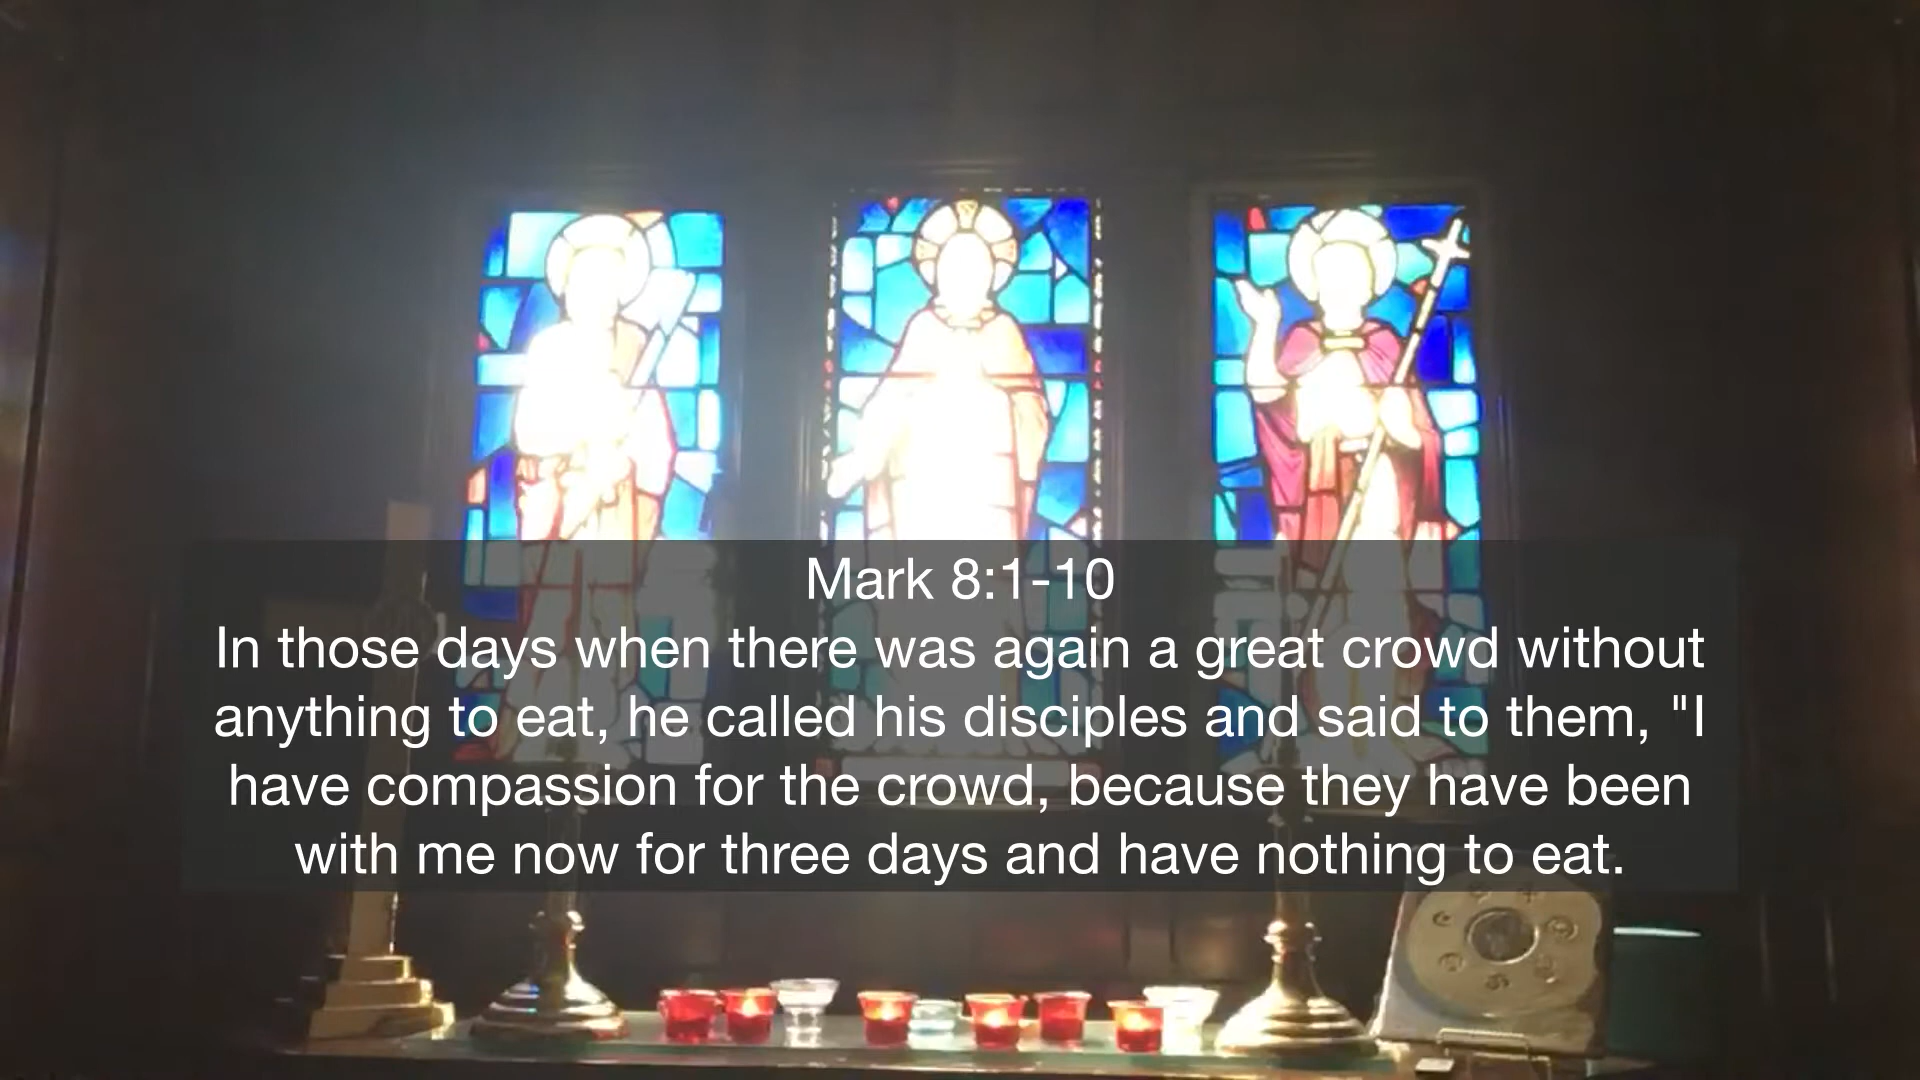 Mark 8:1-10
In those days when there was again a great crowd without
anything to eat, he called his disciples and said to them, "I
have compassion for the crowd, because they have been
with me now for three days and have nothing to eat.